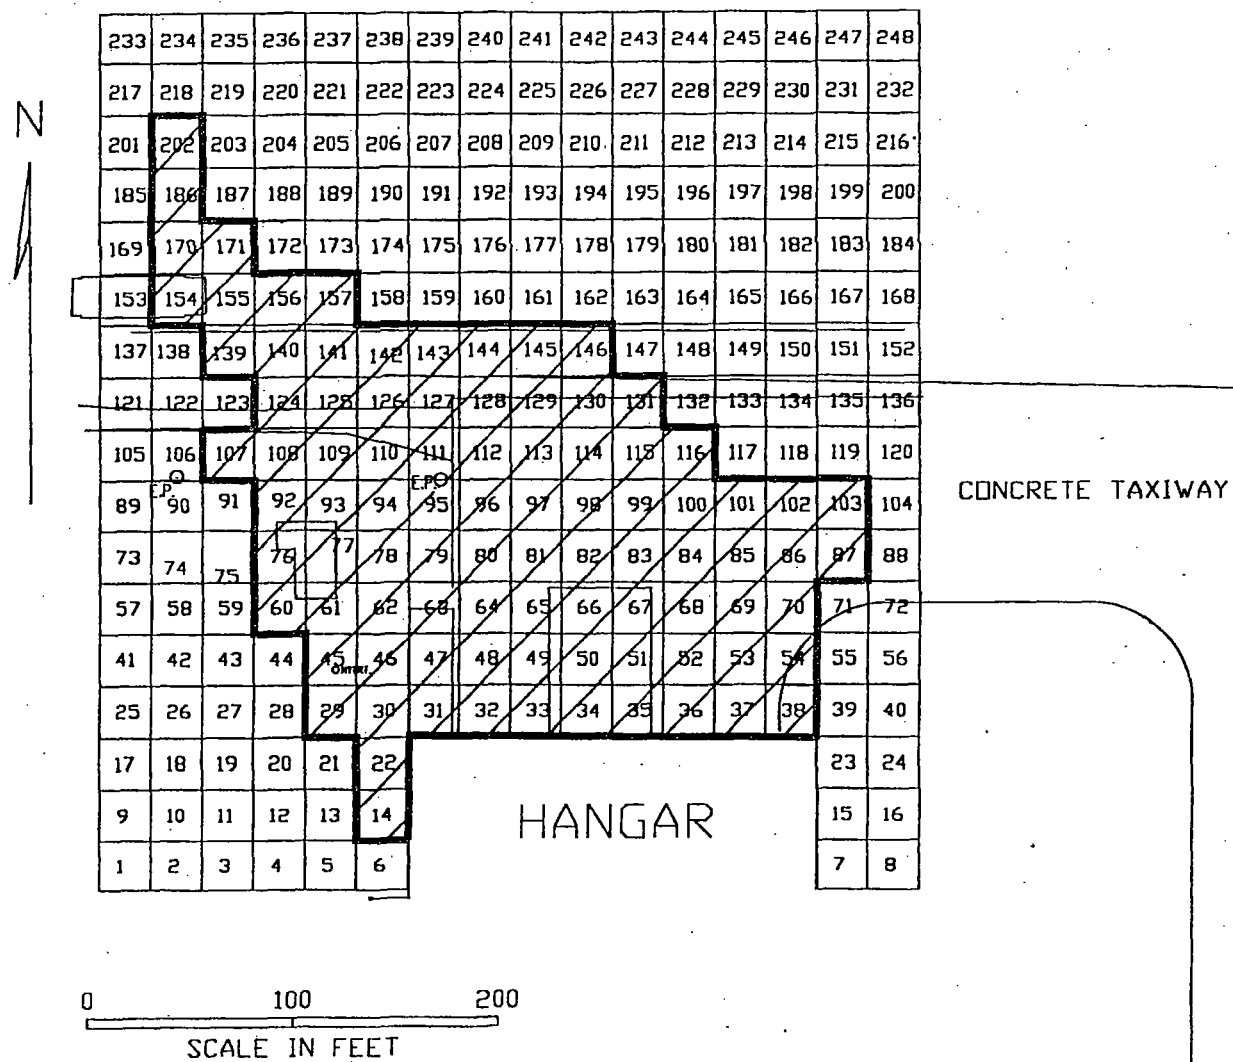 233 234 235 236 237 238 239 240 241 242 243 244 245 246 247 248
217 218 219 220 221 222 223 224 225 226 227 228 229 230 231 232
N
201 202 203 204 205 206 207 208 209 210 211 212 213 214 215 216
185 186 187 188 189 190 191 192 193 194 195 196 197 198 199 200
169 170 171 172 173 174 175 176 177 178 179 180 181 182 183 184
153 154 155 156 157 158 159 160 161 162 163 164 165 166 167 168
137 138 139 140 141 142 143 144 145 146 147 148 149 150 151 152
121 122 123 124 125 126 127 128 129 130 131 132 133 134 135 136
105 106 107 108 109 110 111 112 113 114 115 116 117 118 119 120
E.P. E.P.
89 90 91 92 93 94 95 96 97 98 99 100 101 102 103 104
CONCRETE TAXIWAY
73 74 75 76 77 78 79 80 81 82 83 84 85 86 87 88
57 58 59 60 61 62 63 64 65 66 67 68 69 70 71 72
41 42 43 44 45 46 47 48 49 50 51 52 53 54 55 56
25 26 27 28 29 30 31 32 33 34 35 36 37 38 39 40
17 18 19 20 21 22 23 24
9 10 11 12 13 14 15 16
HANGAR
1 2 3 4 5 6 7 8
0 100 200
SCALE IN FEET